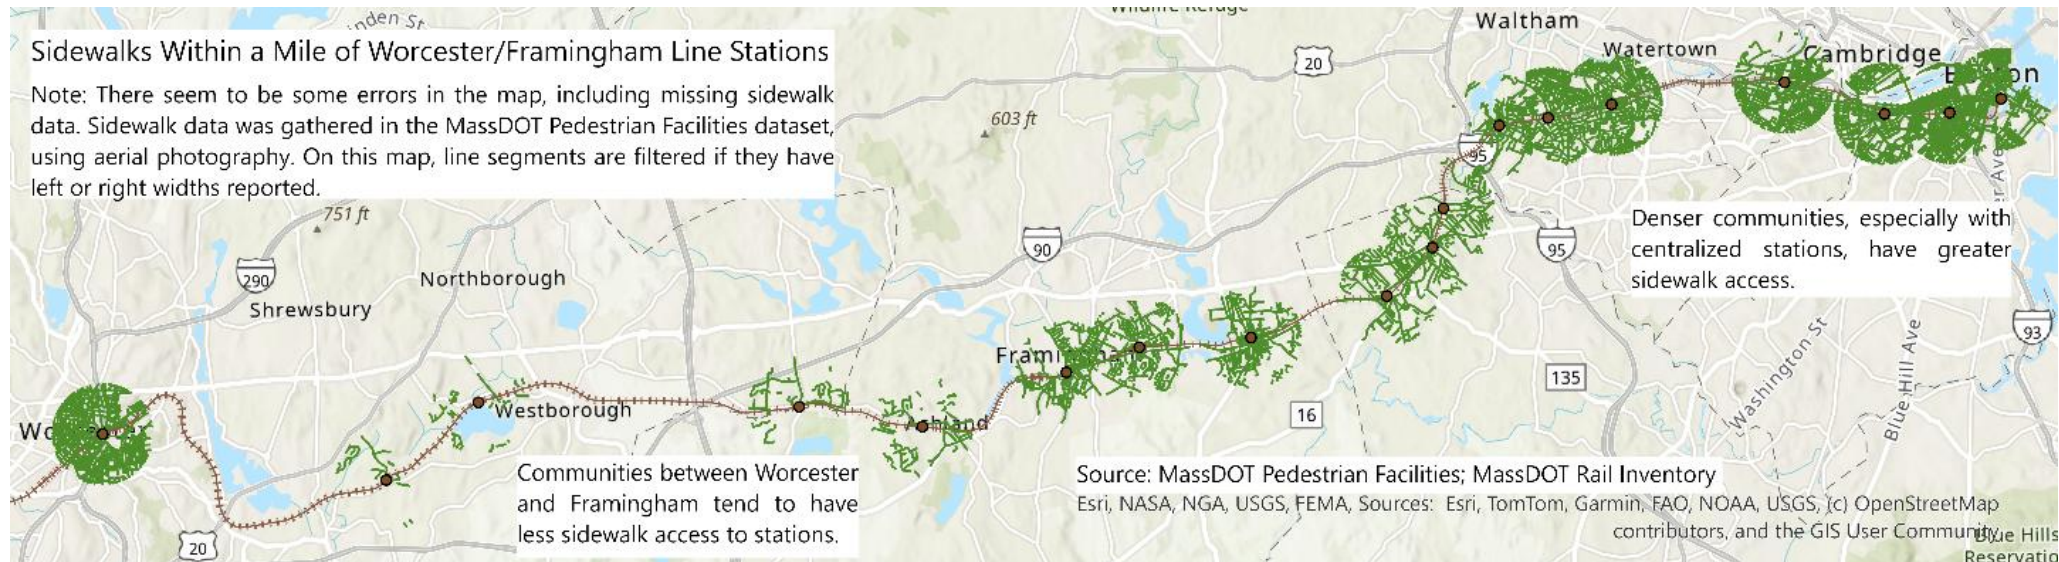 Sidewalks Within a Mile of Worcester/Framingham Line Stations
Note: There seem to be some errors in the map, including missing sidewalk
data. Sidewalk data was gathered in the MassDOT Pedestrian Facilities dataset,
using aerial photography. On this map, line segments are filtered if they have
left or right widths reported.
Waltham
Watertown
Cambridge
20
603 ft
95
751 ft
290
Northborough
Shrewsbury
90
95
Denser communities, especially with
centralized stations, have greater
sidewalk access.
93
135
16
Washington St
Blue Hill Ave
Westborough
Communities between Worcester
and Framingham tend to have
less sidewalk access to stations.
20
Source: MassDOT Pedestrian Facilities; MassDOT Rail Inventory
Esri, NASA, NGA, USGS, FEMA, Sources: Esri, TomTom, Garmin, FAO, NOAA, USGS, (c) OpenStreetMap
contributors, and the GIS User Community
Blue Hills